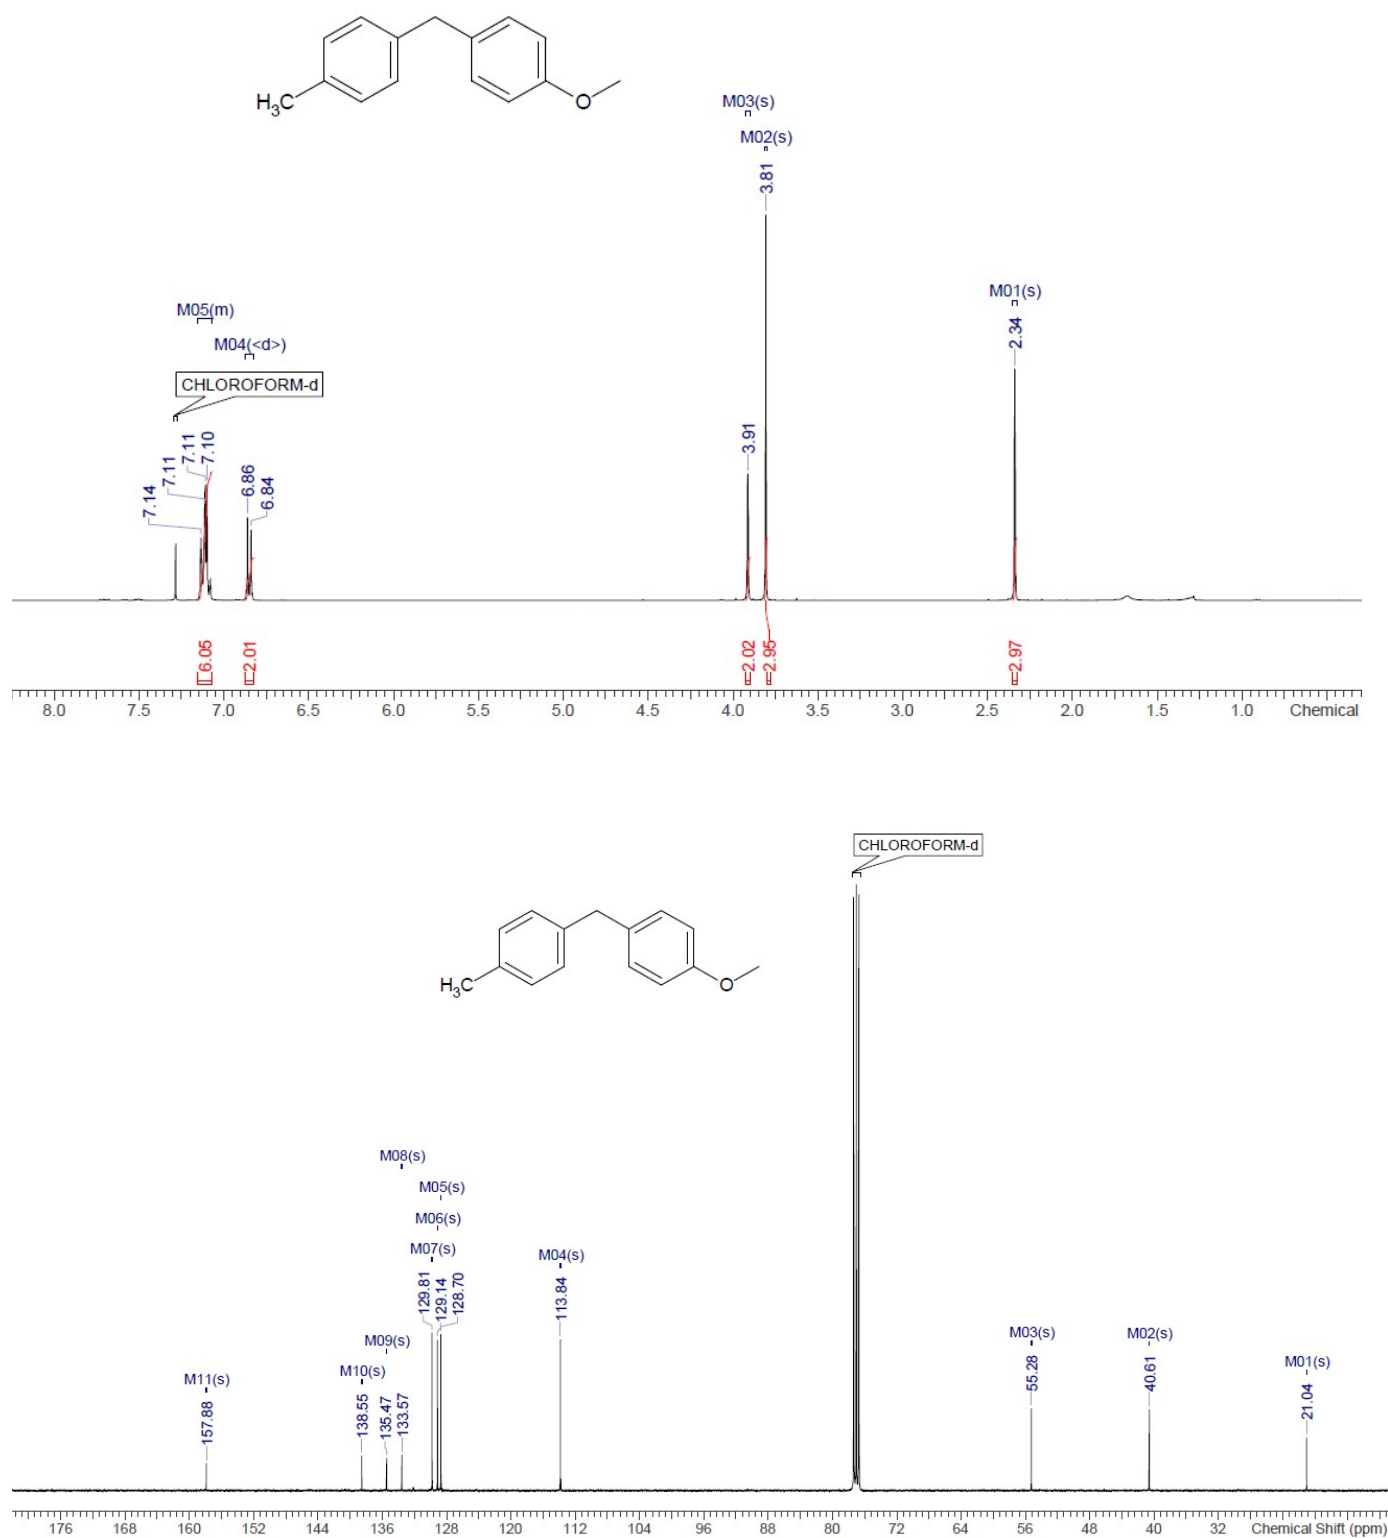 H₃C
O
M03(s)
M02(s)
3.81
M01(s)
2.34
M05(m)
M04(<d>)
CHLOROFORM-d
7.14
7.11
7.11
7.10
6.86
6.84
3.91
6.05
2.01
2.02
2.95
2.97
8.0 7.5 7.0 6.5 6.0 5.5 5.0 4.5 4.0 3.5 3.0 2.5 2.0 1.5 1.0 Chemical
CHLOROFORM-d
H₃C
O
M08(s)
M05(s)
M06(s)
M07(s)
M04(s)
129.81
129.14
128.70
113.84
M09(s)
M10(s)
M11(s)
157.88
138.55
135.47
133.57
M03(s)
55.28
M02(s)
40.61
M01(s)
21.04
176 168 160 152 144 136 128 120 112 104 96 88 80 72 64 56 48 40 32 Chemical Shift (ppm)